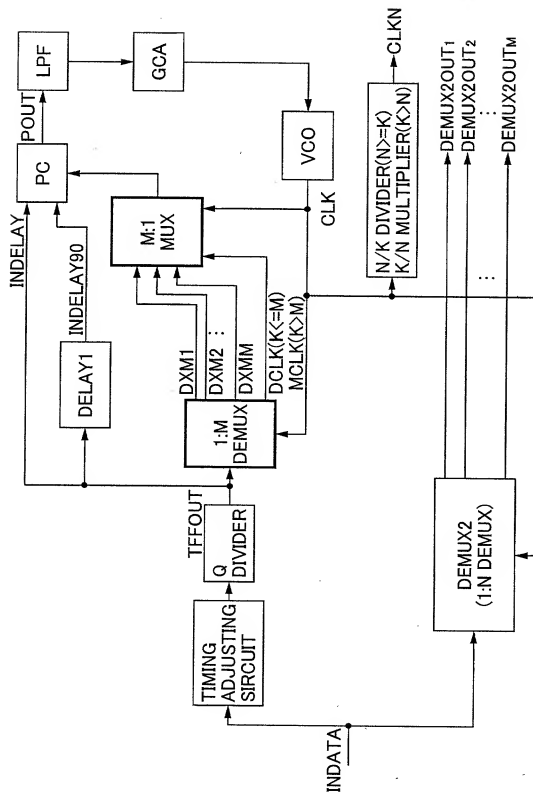 INDATA
TIMING
ADJUSTING
SIRCUIT
Q
DIVIDER
TFFOUT
DELAY1
INDELAY
INDELAY90
PC
POUT
LPF
GCA
VCO
CLK
1:M
DEMUX
DXM1
DXM2
⋮
DXMM
DCLK(K<=M)
MCLK(K>M)
M:1
MUX
N/K DIVIDER(N>=K)
K/N MULTIPLIER(K>N)
CLKN
DEMUX2
(1:N DEMUX)
⋮
DEMUX2OUT1
DEMUX2OUT2
⋮
DEMUX2OUTM